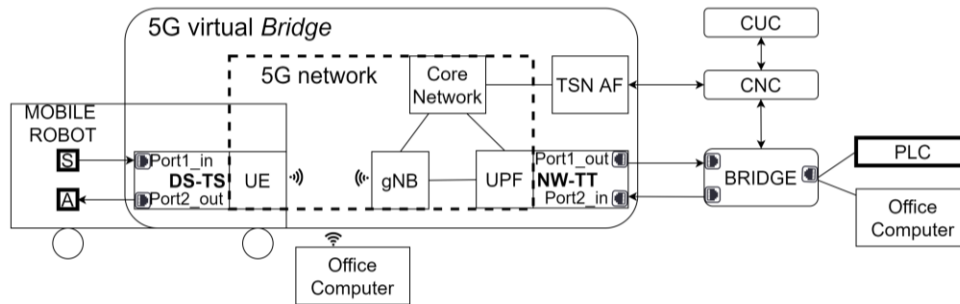 5G virtual Bridge
CUC
5G network
Core
Network
TSN AF
CNC
MOBILE
ROBOT
S
Port1_in
DS-TS
A
Port2_out
UE
gNB
UPF
Port1_out
NW-TT
Port2_in
BRIDGE
PLC
Office
Computer
Office
Computer